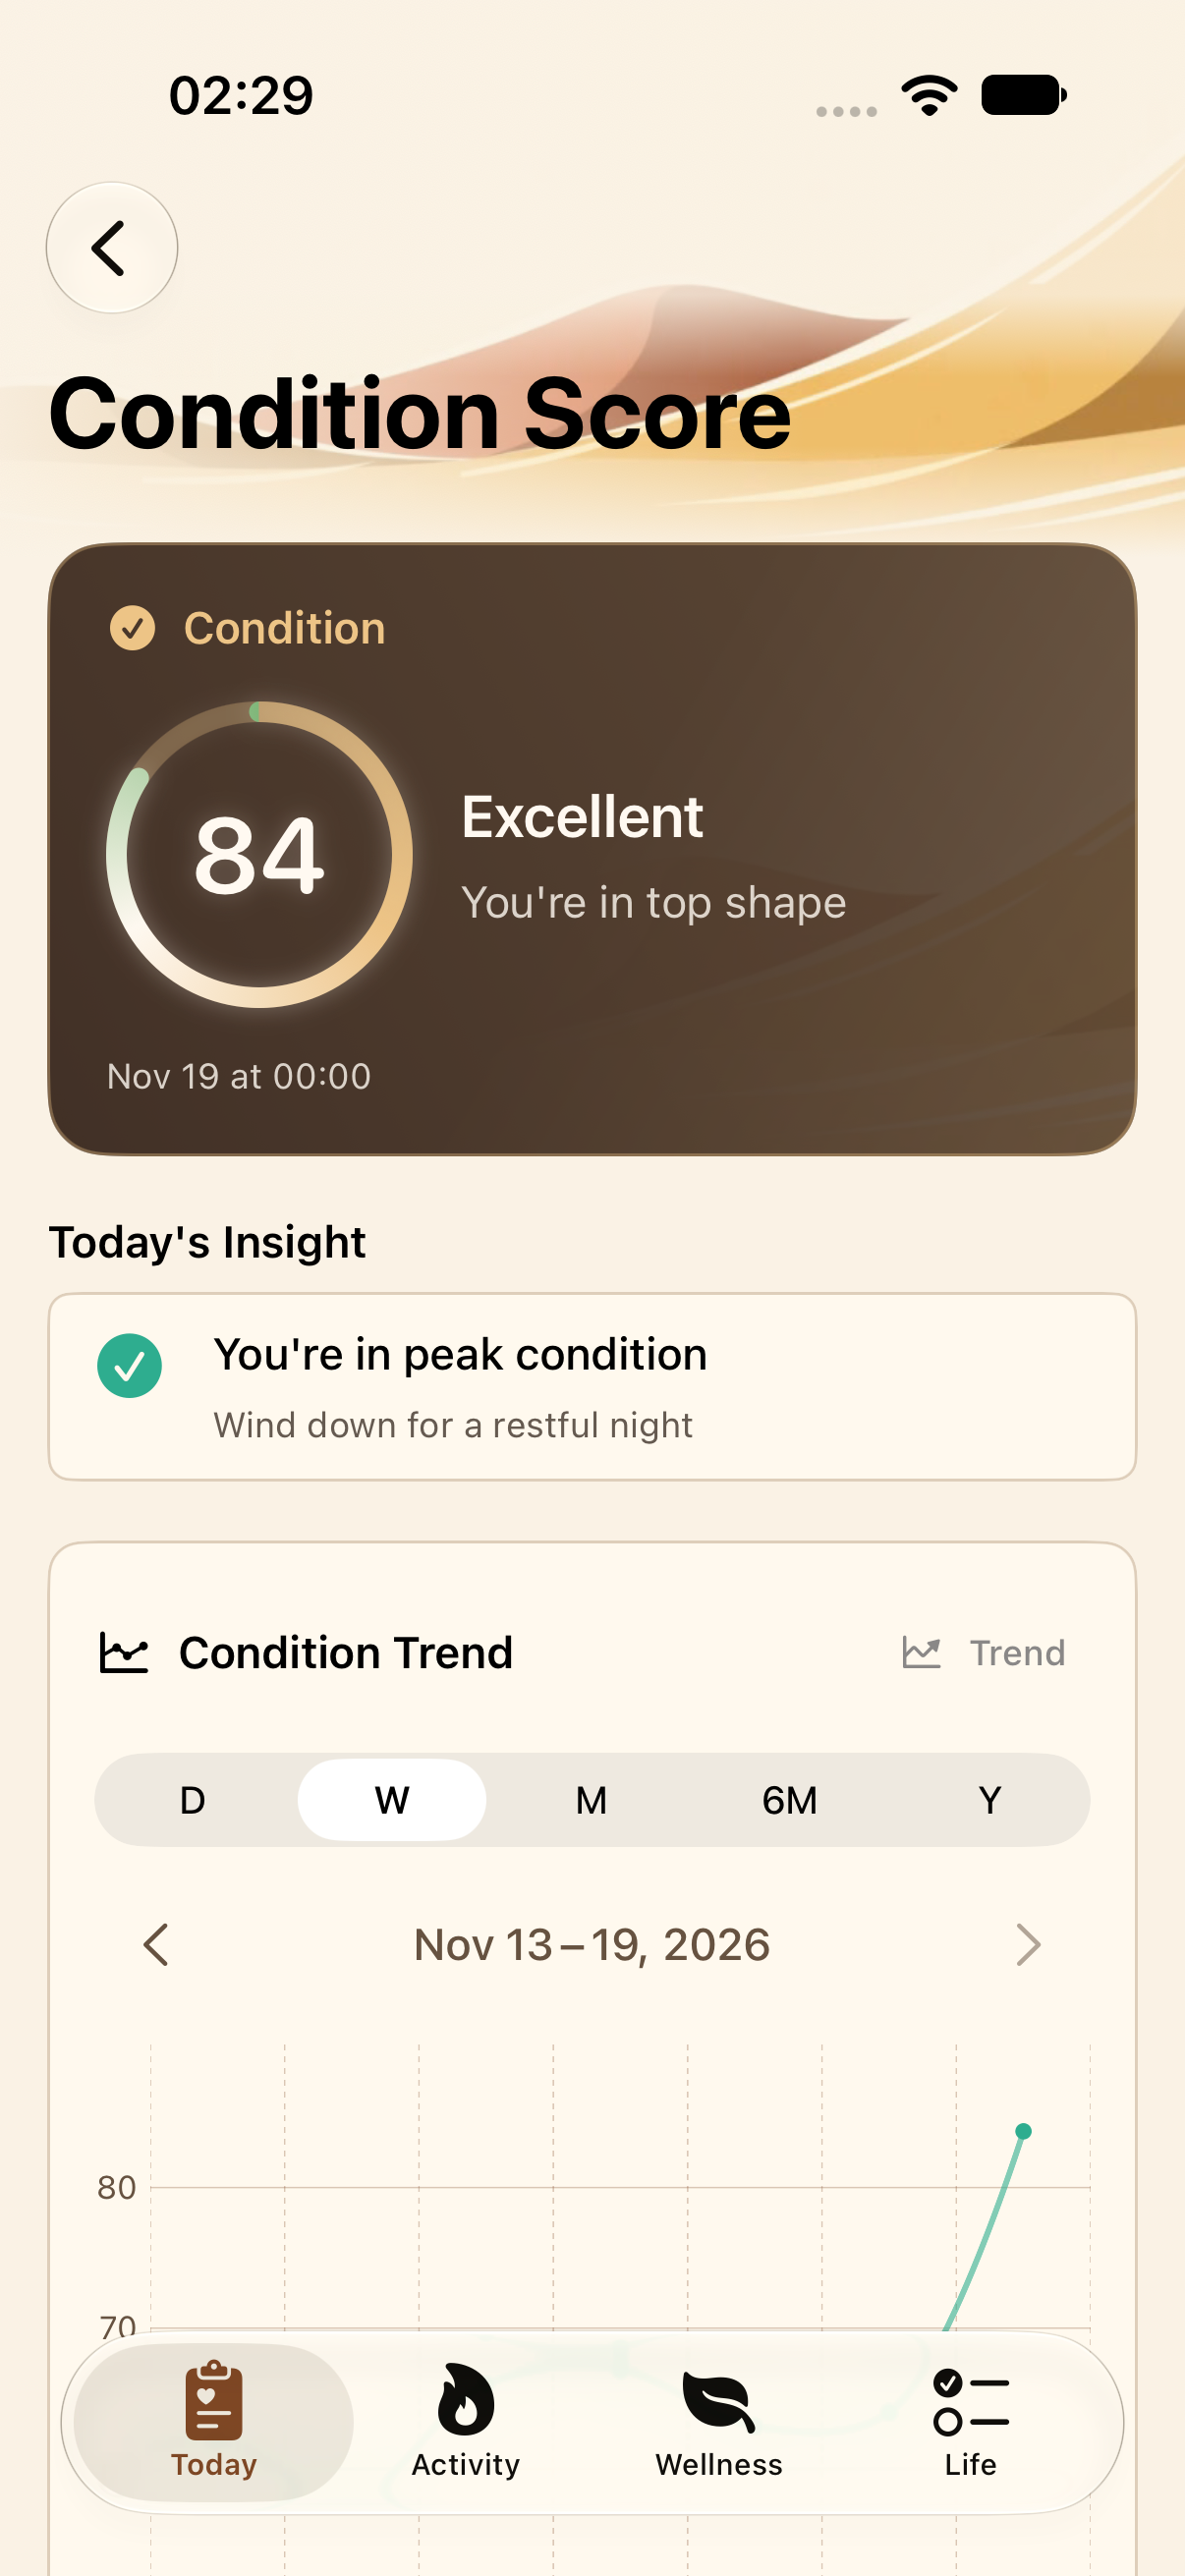 02:29
Condition Score
Condition
84
Excellent
You're in top shape
Nov 19 at 00:00
Today's Insight
You're in peak condition
Wind down for a restful night
Condition Trend
Trend
D W M 6M Y
Nov 13 – 19, 2026
80
70
Today Activity Wellness Life